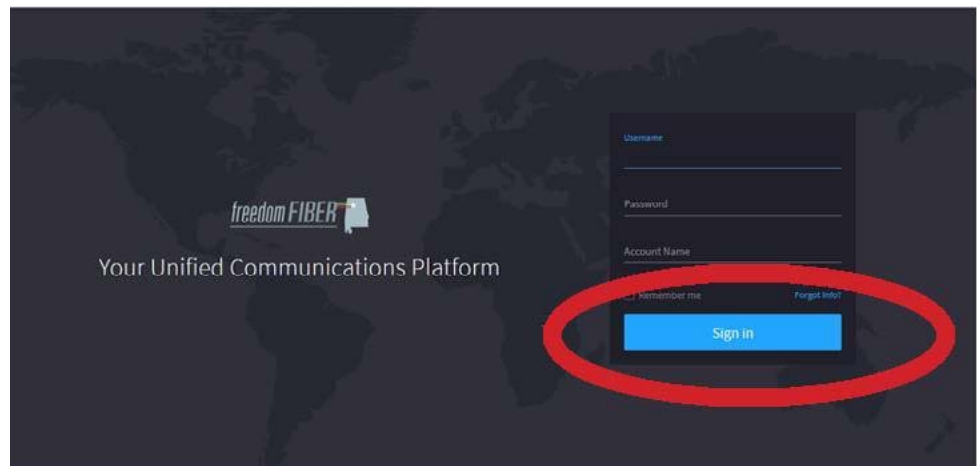 freedom FIBER
Your Unified Communications Platform
Username
Password
Account Name
Remember me
Forgot Info?
Sign in